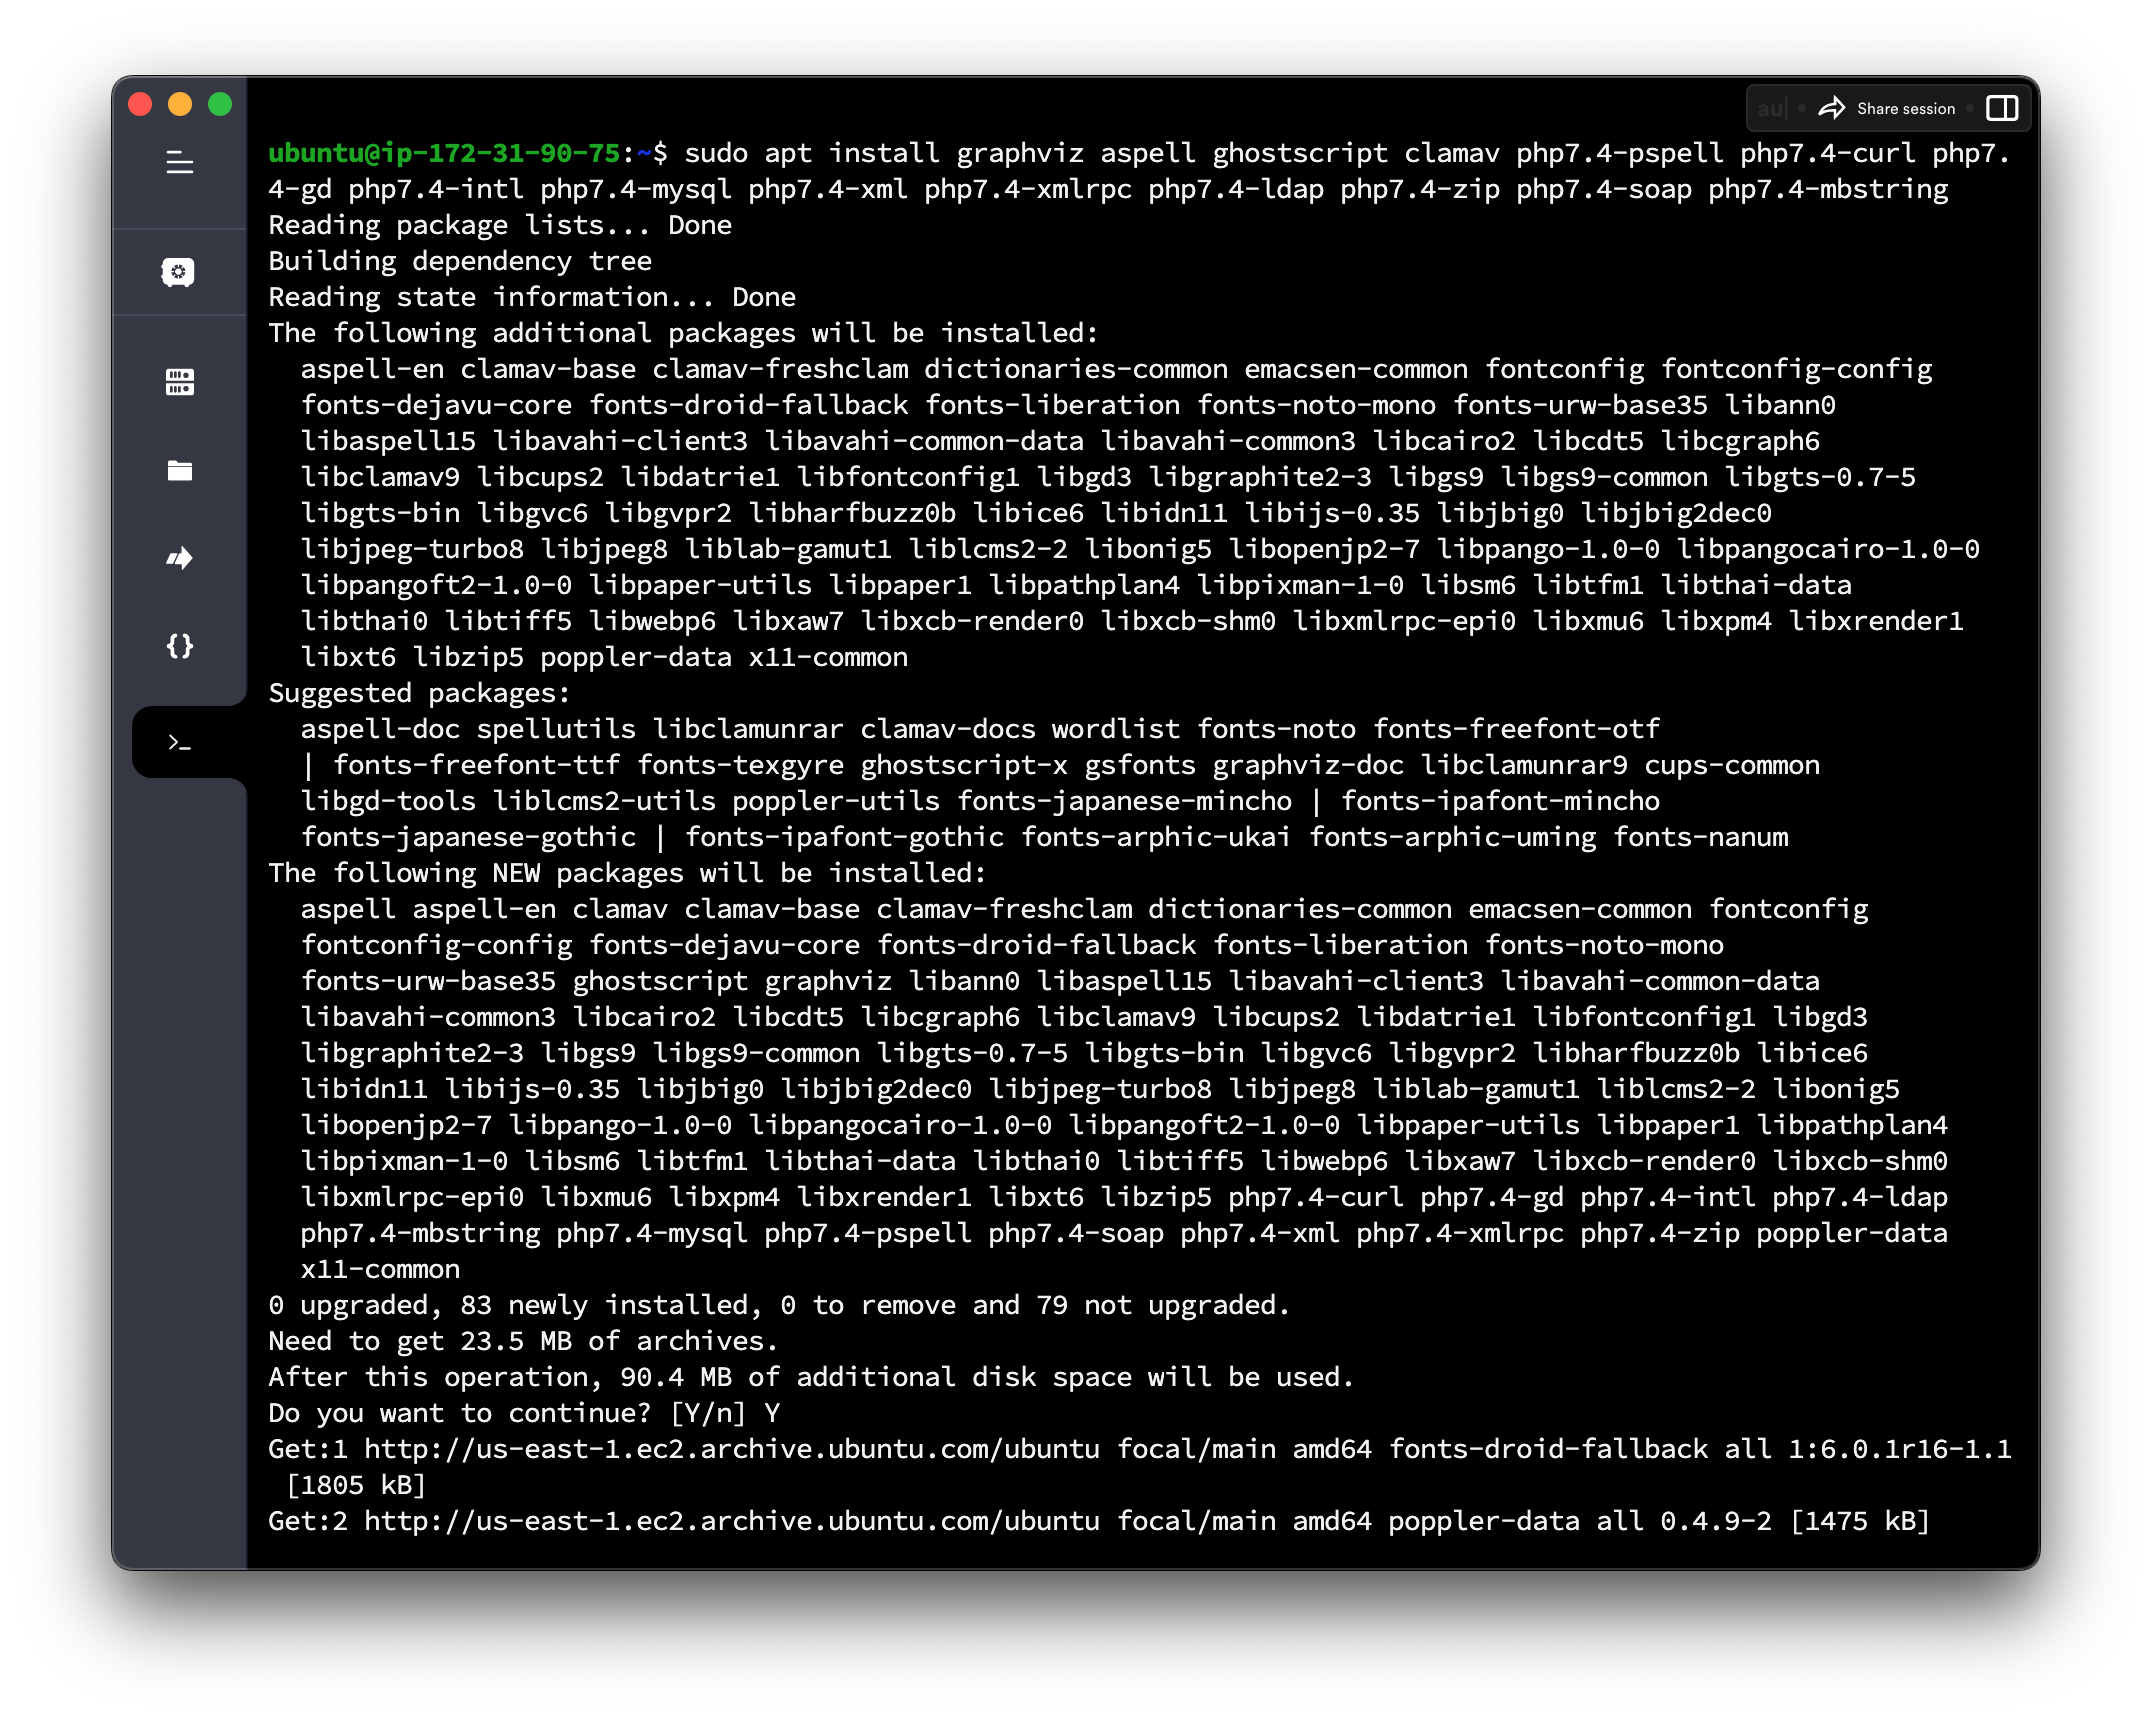 au| • Share session •
ubuntu@ip-172-31-90-75:~$ sudo apt install graphviz aspell ghostscript clamav php7.4-pspell php7.4-curl php7.
4-gd php7.4-intl php7.4-mysql php7.4-xml php7.4-xmlrpc php7.4-ldap php7.4-zip php7.4-soap php7.4-mbstring
Reading package lists... Done
Building dependency tree
Reading state information... Done
The following additional packages will be installed:
  aspell-en clamav-base clamav-freshclam dictionaries-common emacsen-common fontconfig fontconfig-config
  fonts-dejavu-core fonts-droid-fallback fonts-liberation fonts-noto-mono fonts-urw-base35 libann0
  libaspell15 libavahi-client3 libavahi-common-data libavahi-common3 libcairo2 libcdt5 libcgraph6
  libclamav9 libcups2 libdatrie1 libfontconfig1 libgd3 libgraphite2-3 libgs9 libgs9-common libgts-0.7-5
  libgts-bin libgvc6 libgvpr2 libharfbuzz0b libice6 libidn11 libijs-0.35 libjbig0 libjbig2dec0
  libjpeg-turbo8 libjpeg8 liblab-gamut1 liblcms2-2 libonig5 libopenjp2-7 libpango-1.0-0 libpangocairo-1.0-0
  libpangoft2-1.0-0 libpaper-utils libpaper1 libpathplan4 libpixman-1-0 libsm6 libtfm1 libthai-data
  libthai0 libtiff5 libwebp6 libxaw7 libxcb-render0 libxcb-shm0 libxmlrpc-epi0 libxmu6 libxpm4 libxrender1
  libxt6 libzip5 poppler-data x11-common
Suggested packages:
  aspell-doc spellutils libclamunrar clamav-docs wordlist fonts-noto fonts-freefont-otf
  | fonts-freefont-ttf fonts-texgyre ghostscript-x gsfonts graphviz-doc libclamunrar9 cups-common
  libgd-tools liblcms2-utils poppler-utils fonts-japanese-mincho | fonts-ipafont-mincho
  fonts-japanese-gothic | fonts-ipafont-gothic fonts-arphic-ukai fonts-arphic-uming fonts-nanum
The following NEW packages will be installed:
  aspell aspell-en clamav clamav-base clamav-freshclam dictionaries-common emacsen-common fontconfig
  fontconfig-config fonts-dejavu-core fonts-droid-fallback fonts-liberation fonts-noto-mono
  fonts-urw-base35 ghostscript graphviz libann0 libaspell15 libavahi-client3 libavahi-common-data
  libavahi-common3 libcairo2 libcdt5 libcgraph6 libclamav9 libcups2 libdatrie1 libfontconfig1 libgd3
  libgraphite2-3 libgs9 libgs9-common libgts-0.7-5 libgts-bin libgvc6 libgvpr2 libharfbuzz0b libice6
  libidn11 libijs-0.35 libjbig0 libjbig2dec0 libjpeg-turbo8 libjpeg8 liblab-gamut1 liblcms2-2 libonig5
  libopenjp2-7 libpango-1.0-0 libpangocairo-1.0-0 libpangoft2-1.0-0 libpaper-utils libpaper1 libpathplan4
  libpixman-1-0 libsm6 libtfm1 libthai-data libthai0 libtiff5 libwebp6 libxaw7 libxcb-render0 libxcb-shm0
  libxmlrpc-epi0 libxmu6 libxpm4 libxrender1 libxt6 libzip5 php7.4-curl php7.4-gd php7.4-intl php7.4-ldap
  php7.4-mbstring php7.4-mysql php7.4-pspell php7.4-soap php7.4-xml php7.4-xmlrpc php7.4-zip poppler-data
  x11-common
0 upgraded, 83 newly installed, 0 to remove and 79 not upgraded.
Need to get 23.5 MB of archives.
After this operation, 90.4 MB of additional disk space will be used.
Do you want to continue? [Y/n] Y
Get:1 http://us-east-1.ec2.archive.ubuntu.com/ubuntu focal/main amd64 fonts-droid-fallback all 1:6.0.1r16-1.1
 [1805 kB]
Get:2 http://us-east-1.ec2.archive.ubuntu.com/ubuntu focal/main amd64 poppler-data all 0.4.9-2 [1475 kB]